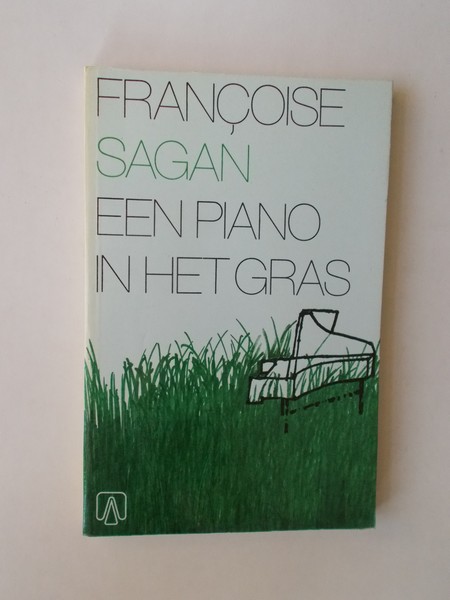 FRANÇOISE
SAGAN
EEN PIANO
IN HET GRAS